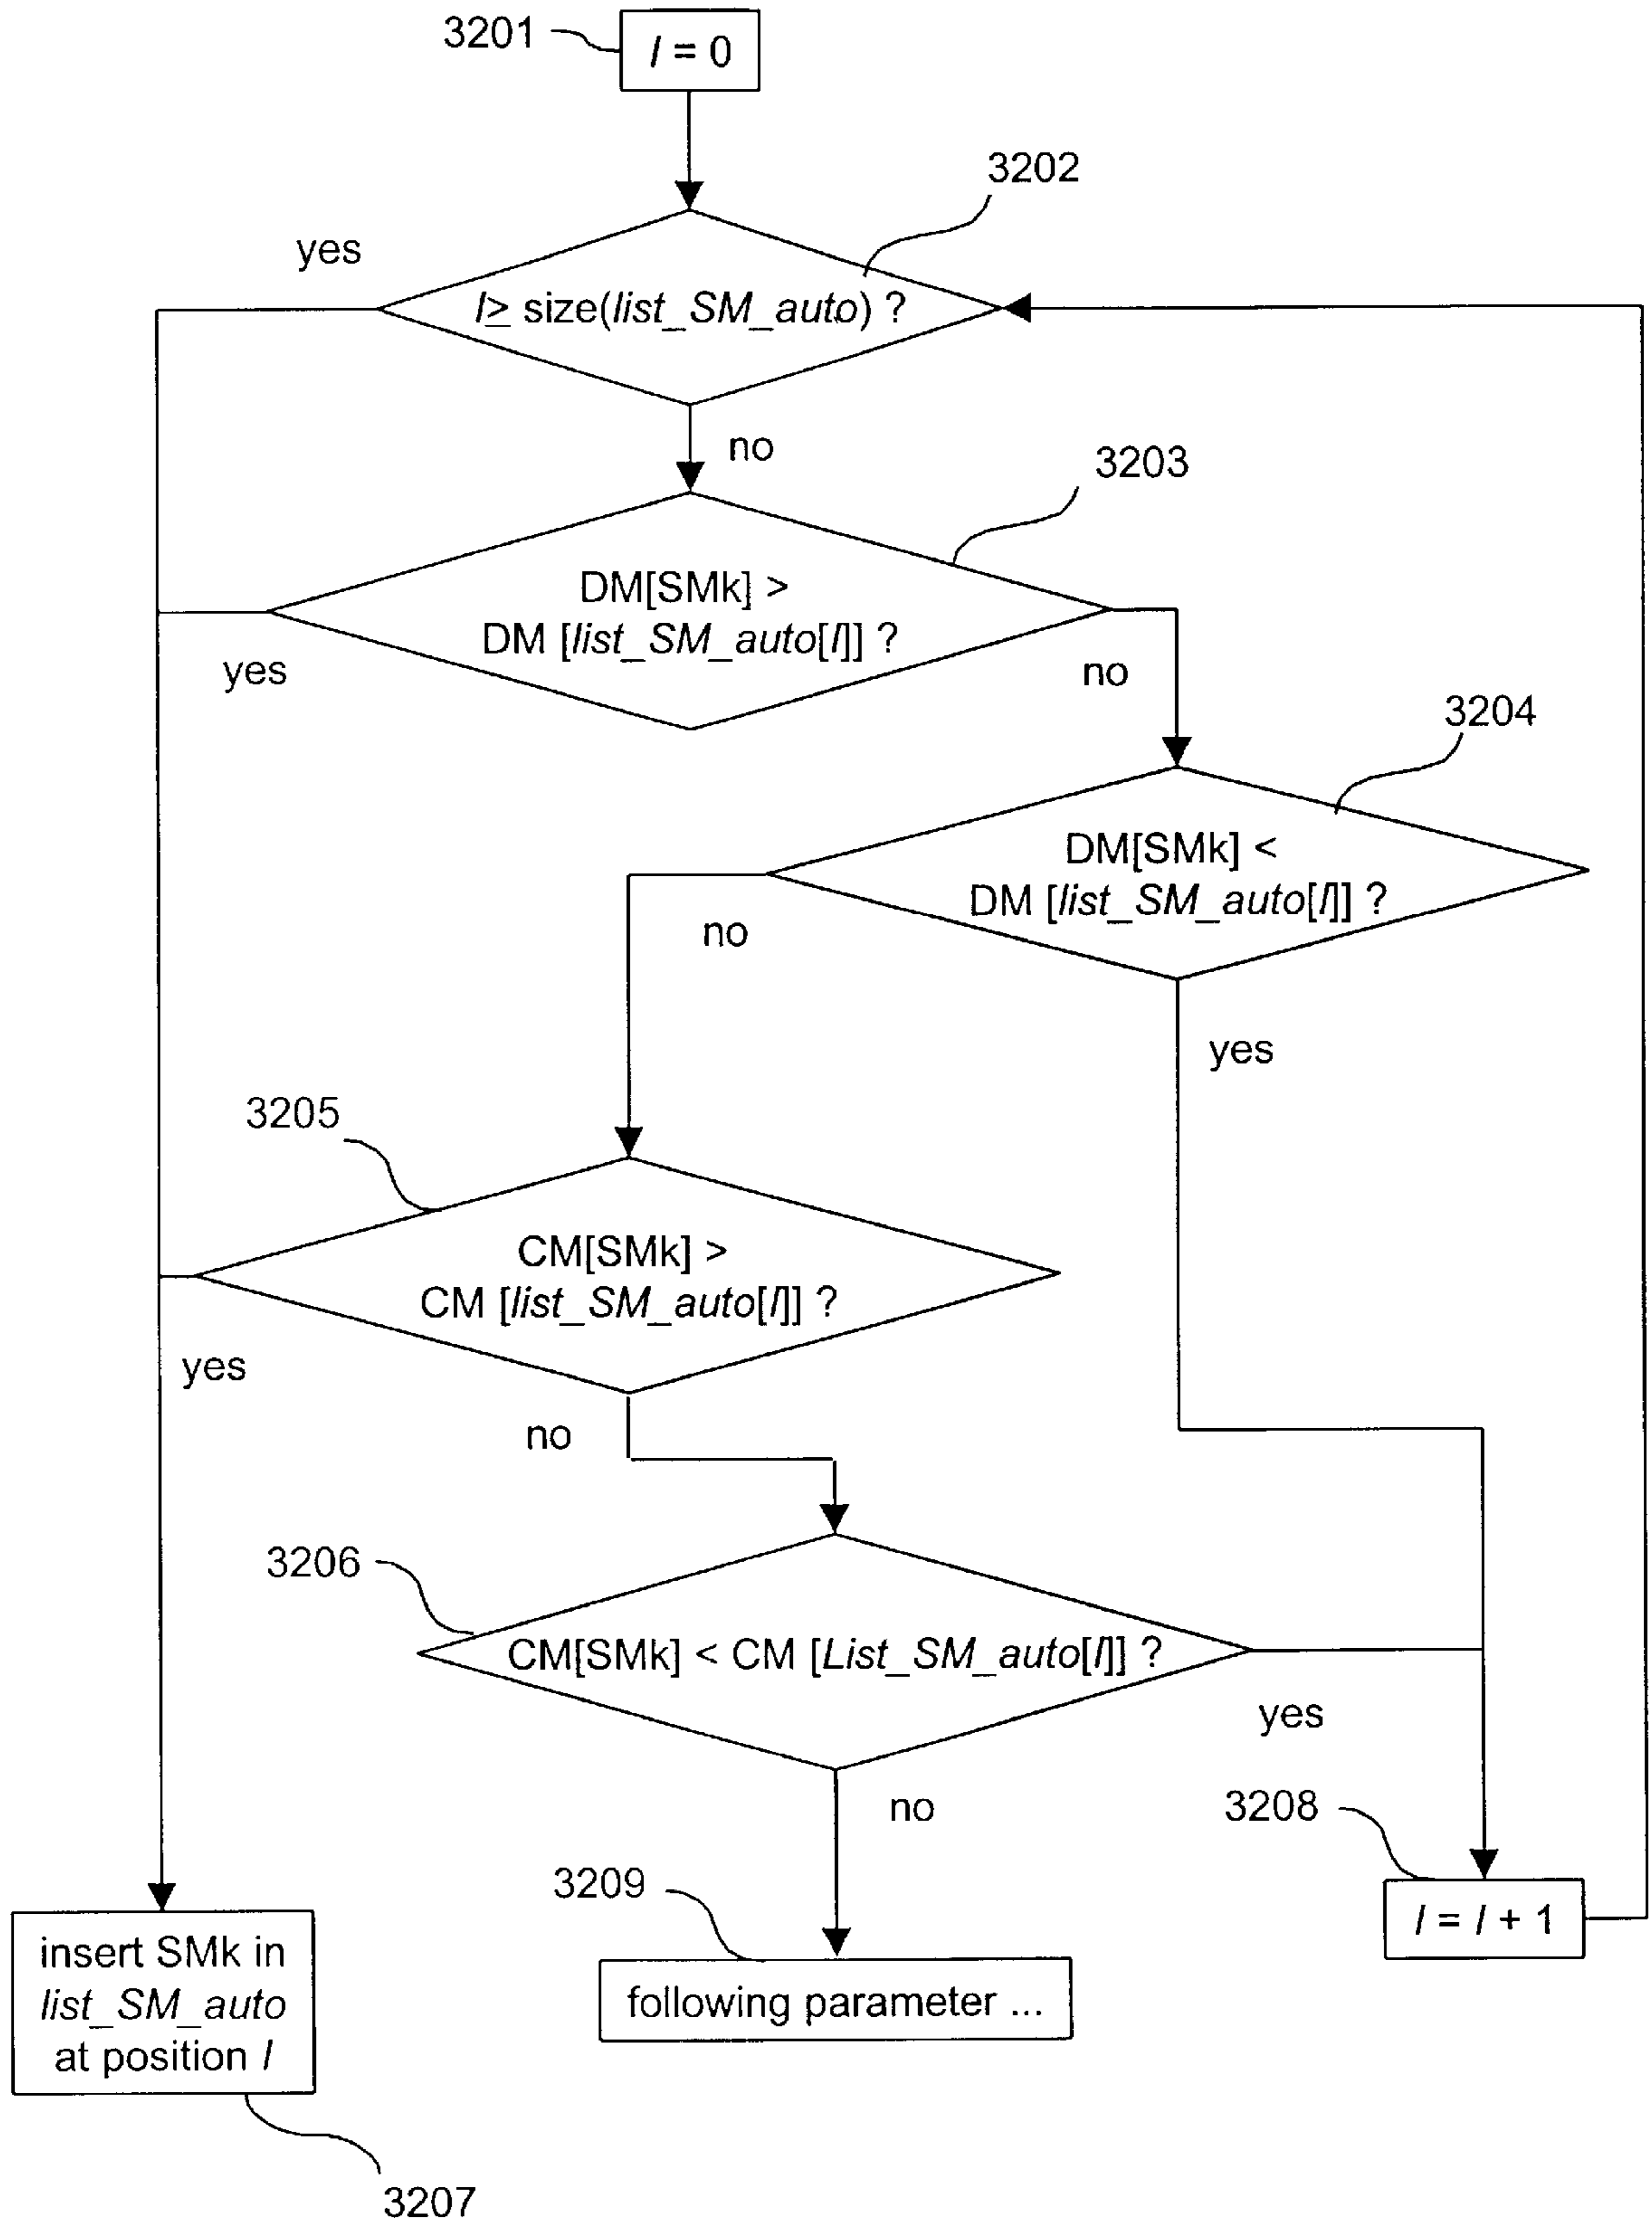 3201
l = 0
3202
yes
l≥ size(list_SM_auto) ?
no
3203
DM[SMk] >
DM [list_SM_auto[l]] ?
yes
no
3204
DM[SMk] <
DM [list_SM_auto[l]] ?
no
yes
3205
CM[SMk] >
CM [list_SM_auto[l]] ?
yes
no
3206
CM[SMk] < CM [List_SM_auto[l]] ?
yes
no
3208
3209
l = l + 1
insert SMk in
list_SM_auto
at position l
following parameter ...
3207